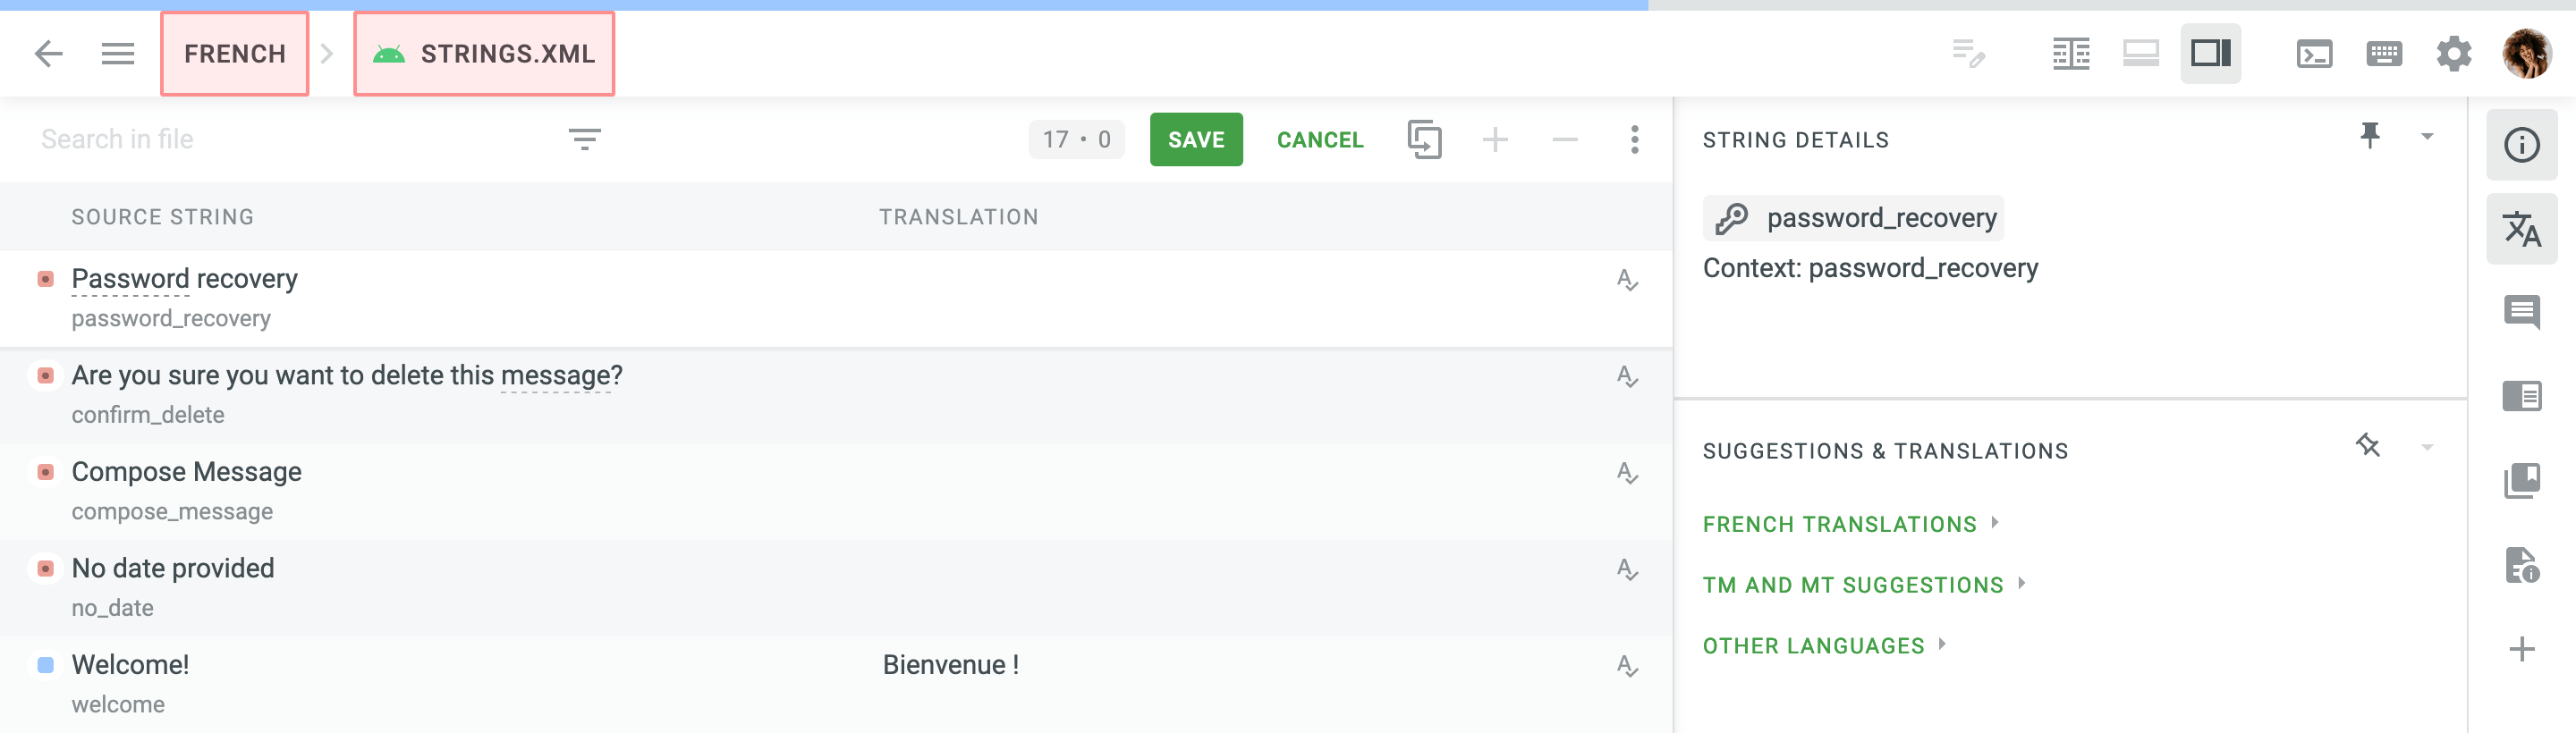 FRENCH STRINGS.XML
Search in file 17 • 0 SAVE CANCEL
SOURCE STRING TRANSLATION
Password recovery
password_recovery
Are you sure you want to delete this message?
confirm_delete
Compose Message
compose_message
No date provided
no_date
Welcome! Bienvenue !
welcome
STRING DETAILS
password_recovery
Context: password_recovery
SUGGESTIONS & TRANSLATIONS
FRENCH TRANSLATIONS
TM AND MT SUGGESTIONS
OTHER LANGUAGES